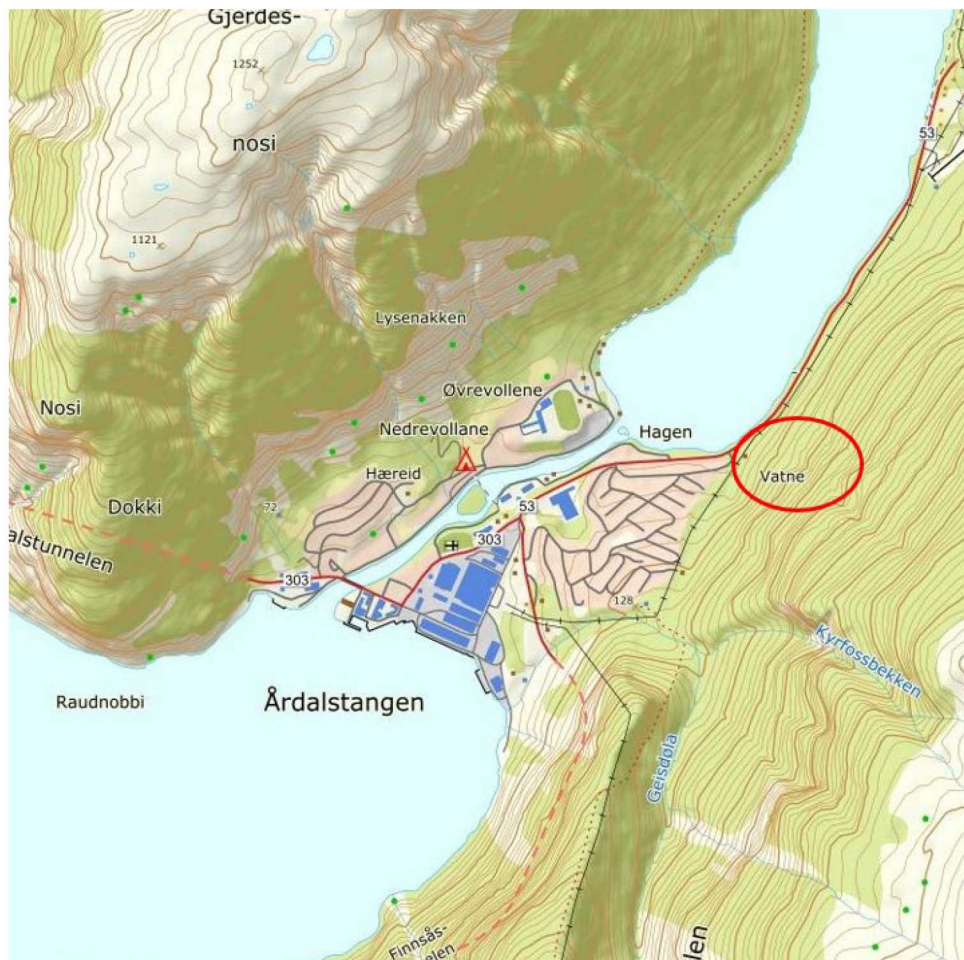 Gjerdes-
1252
nosi
53
1121
Lysenakken
Øvrevollene
Nosi
Nedrevollane
Hagen
Hæreid
Vatne
Dokki
72
53
alstunnelen
303
303
128
Kyrfossbekken
Raudnobbi
Årdalstangen
Geisdøla
Finnsås-
elen
len